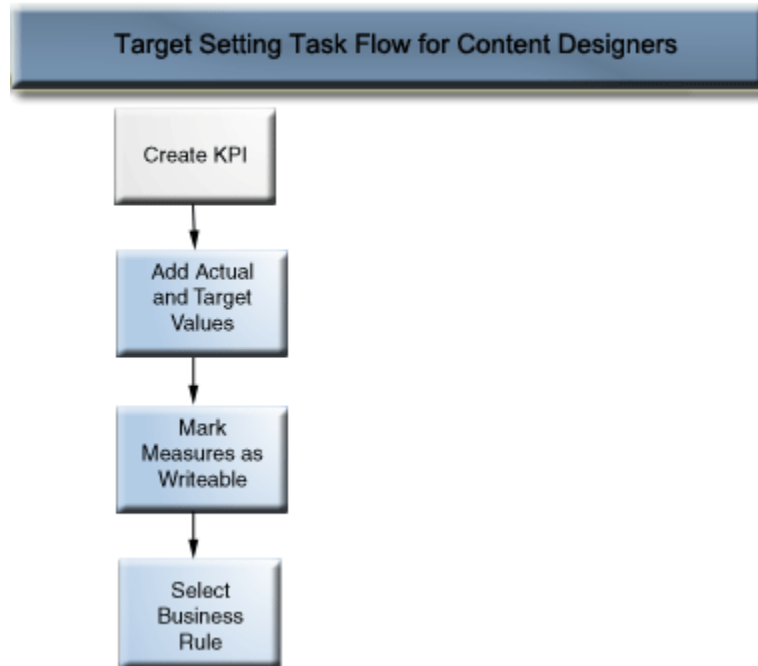 Target Setting Task Flow for Content Designers
Create KPI
Add Actual
and Target
Values
Mark
Measures as
Writeable
Select
Business
Rule